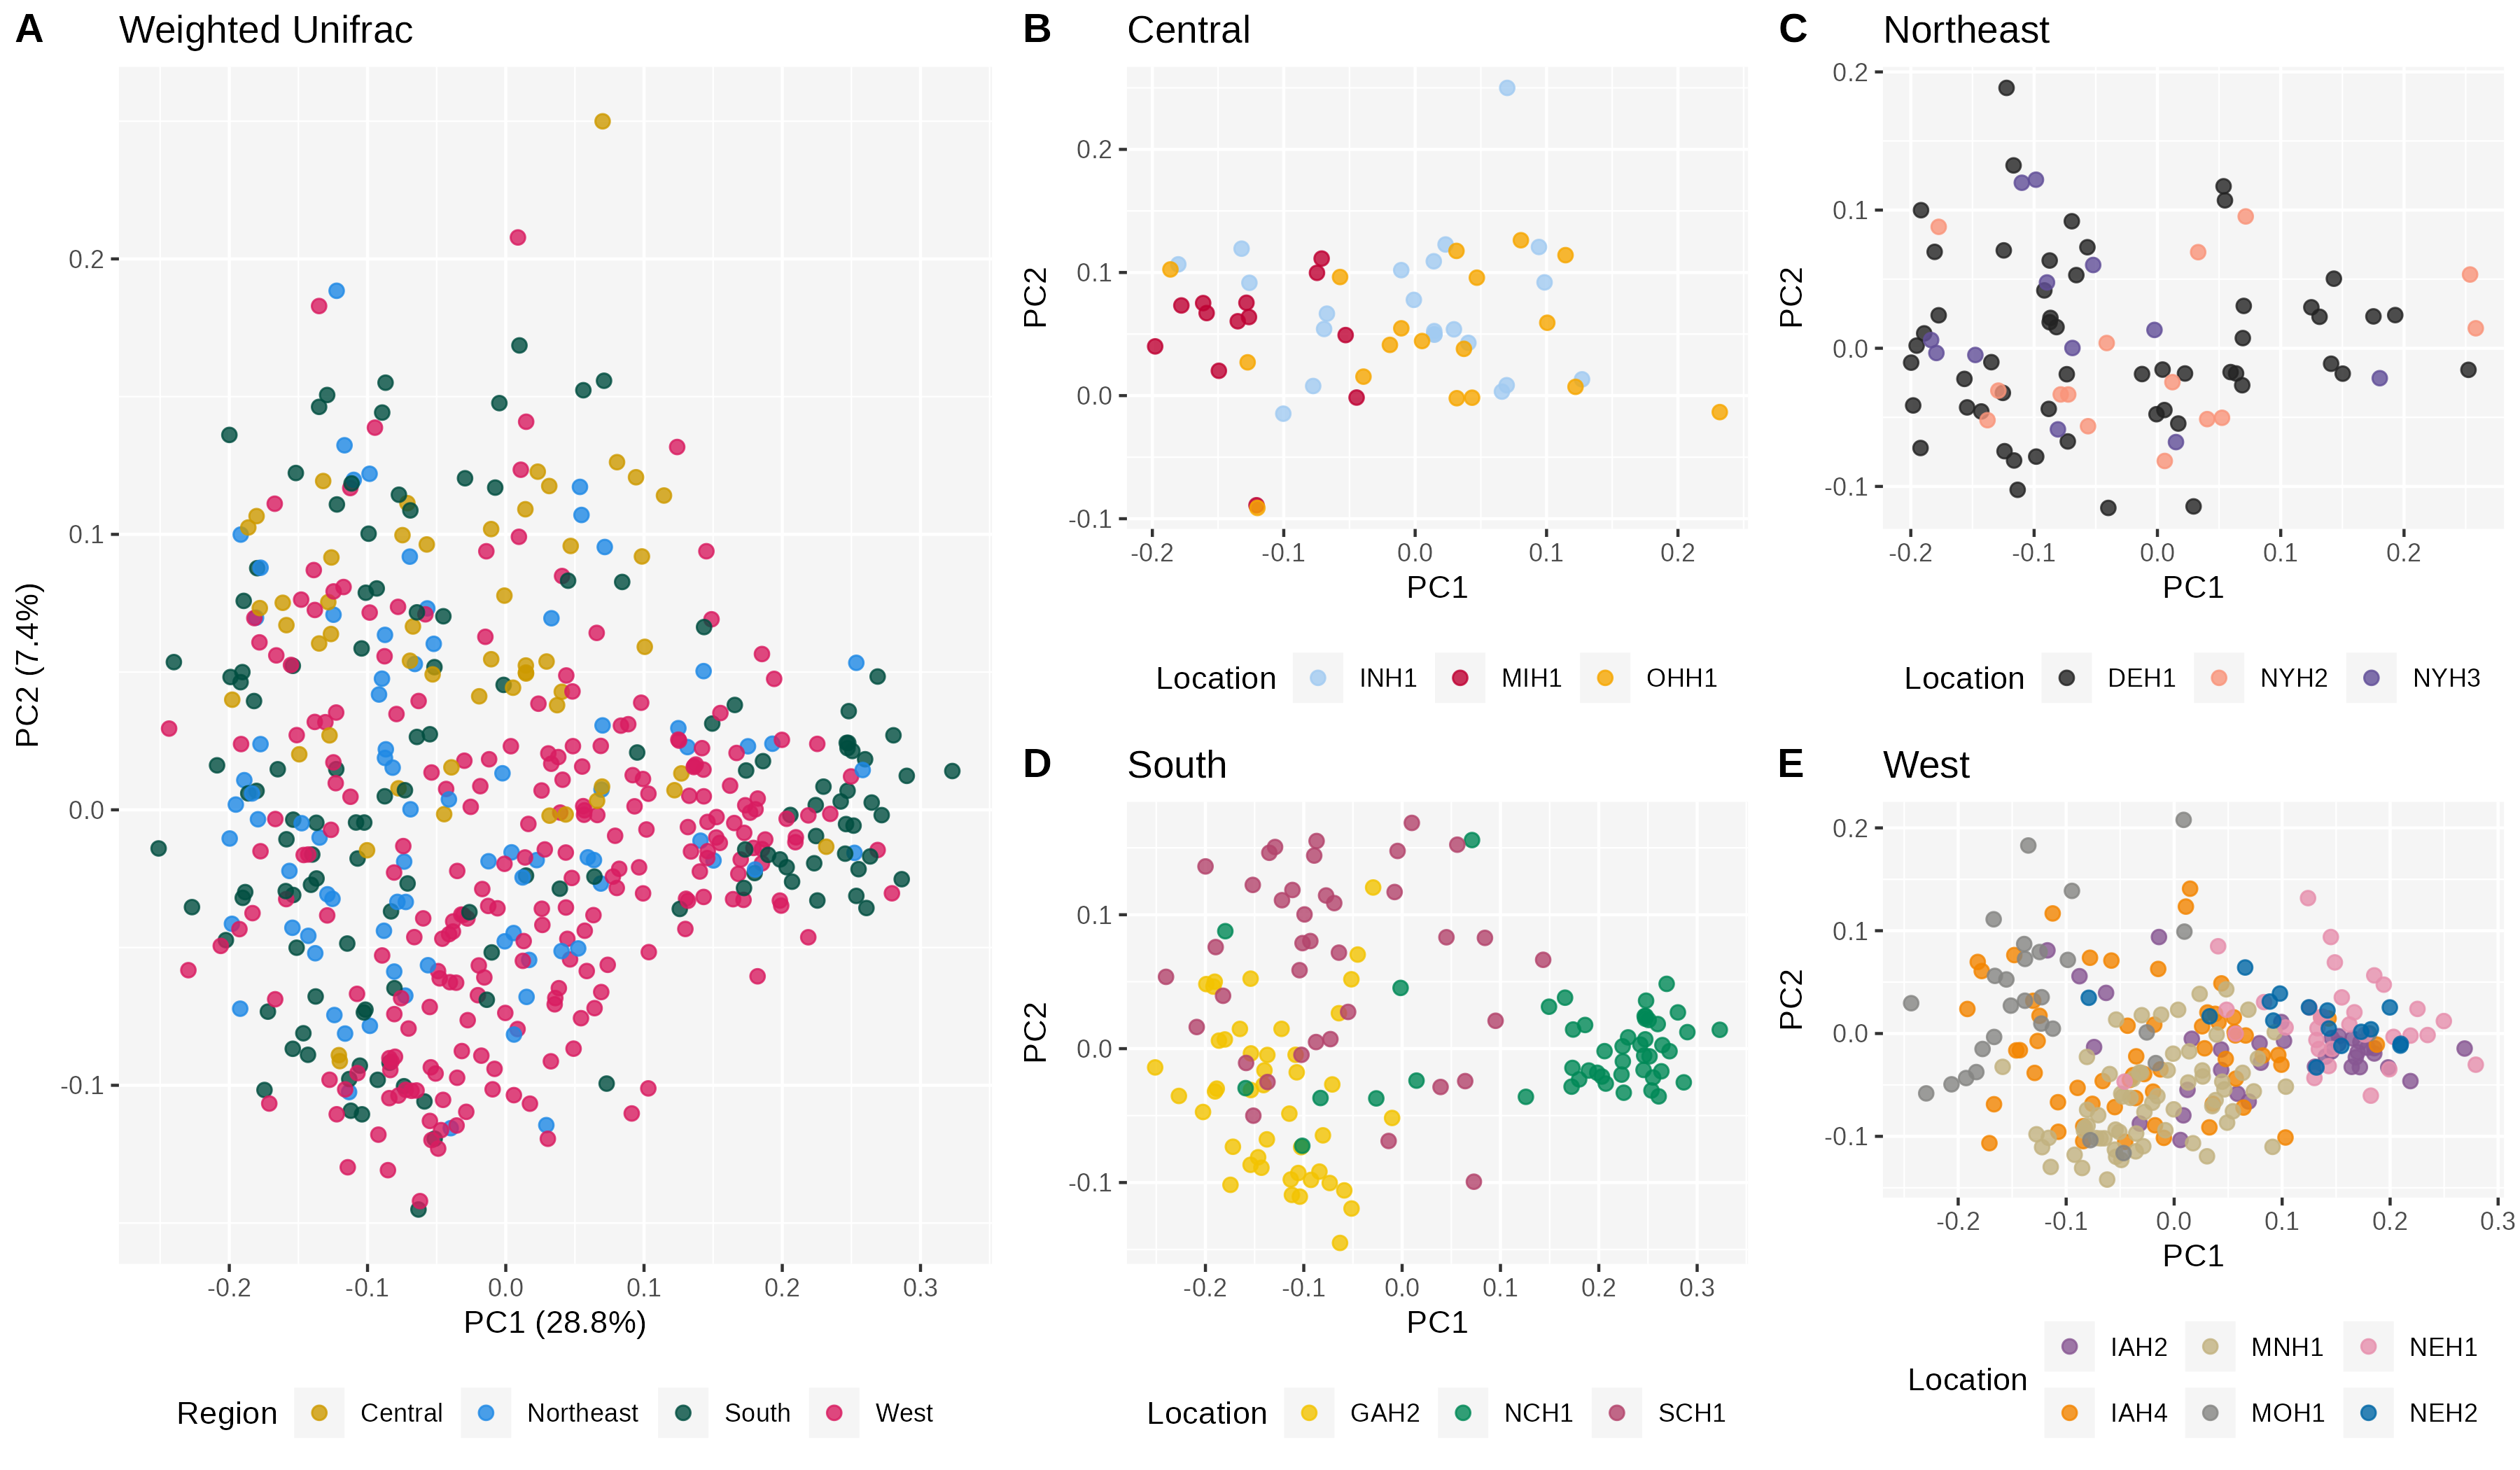 A Weighted Unifrac
PC2 (7.4%)
0.2
0.1
0.0
-0.1
-0.2 -0.1 0.0 0.1 0.2 0.3
PC1 (28.8%)
Region Central Northeast South West
B Central
PC2
0.2
0.1
0.0
-0.1
-0.2 -0.1 0.0 0.1 0.2
PC1
Location INH1 MIH1 OHH1
C Northeast
PC2
0.2
0.1
0.0
-0.1
-0.2 -0.1 0.0 0.1 0.2
PC1
Location DEH1 NYH2 NYH3
D South
PC2
0.1
0.0
-0.1
-0.2 -0.1 0.0 0.1 0.2 0.3
PC1
Location GAH2 NCH1 SCH1
E West
PC2
0.2
0.1
0.0
-0.1
-0.2 -0.1 0.0 0.1 0.2 0.3
PC1
Location
IAH2 MNH1 NEH1
IAH4 MOH1 NEH2